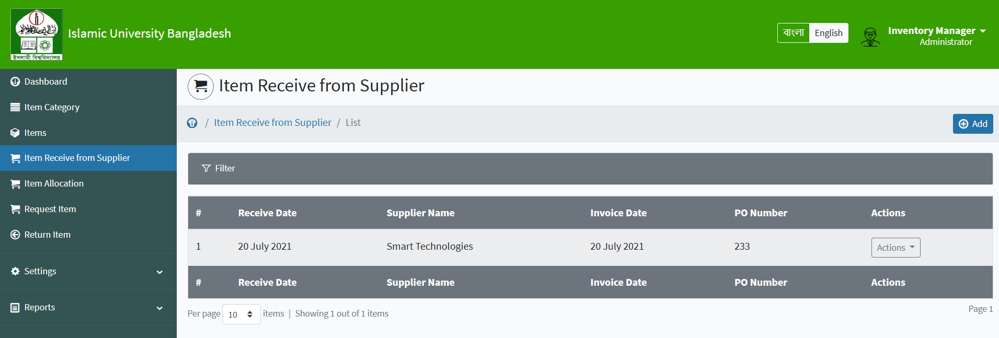 ইসলামী বিশ্ববিদ্যালয়
Islamic University Bangladesh
বাংলা English
Inventory Manager
Administrator
Dashboard
Item Category
Items
Item Receive from Supplier
Item Allocation
Request Item
Return Item
Settings
Reports
Item Receive from Supplier
/ Item Receive from Supplier / List
Add
Filter
# Receive Date Supplier Name Invoice Date PO Number Actions
1 20 July 2021 Smart Technologies 20 July 2021 233 Actions
# Receive Date Supplier Name Invoice Date PO Number Actions
Per page 10 items | Showing 1 out of 1 items
Page 1